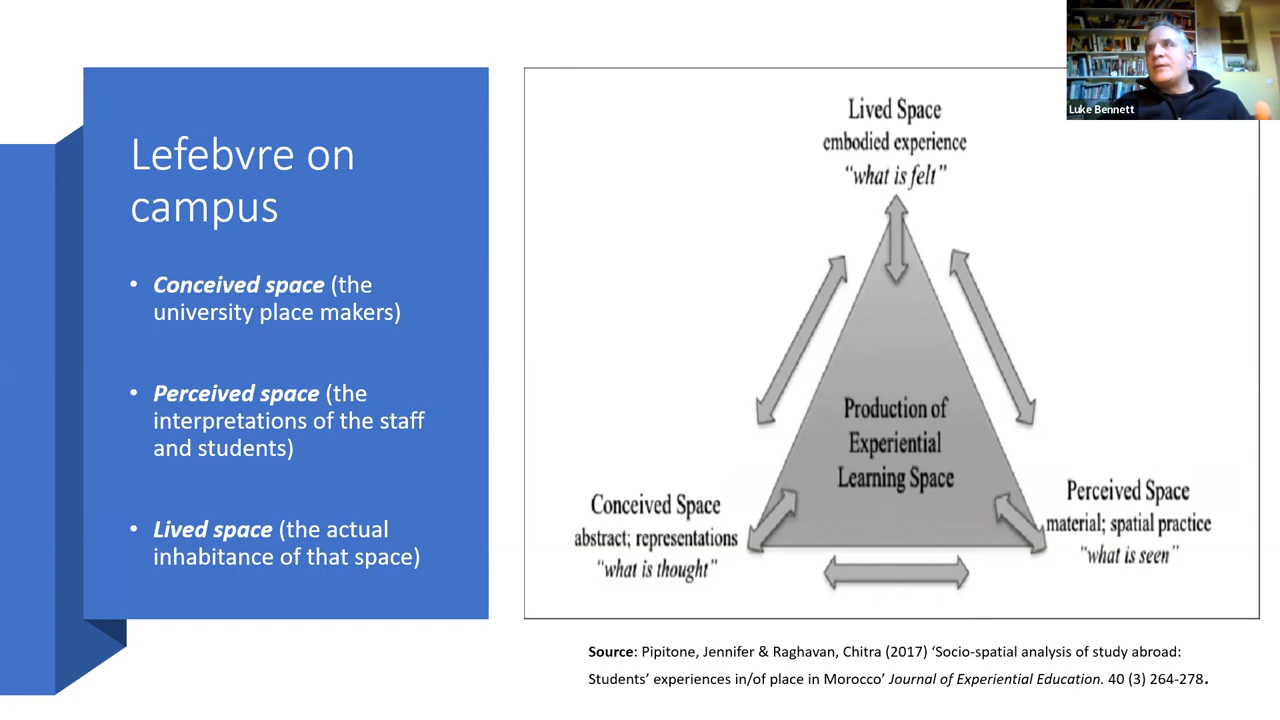 Lefebvre on
campus
• Conceived space (the
university place makers)
• Perceived space (the
interpretations of the staff
and students)
• Lived space (the actual
inhabitance of that space)
Lived Space
embodied experience
“what is felt”
Production of
Experiential
Learning Space
Conceived Space
abstract; representations
“what is thought”
Perceived Space
material; spatial practice
“what is seen”
Source: Pipitone, Jennifer & Raghavan, Chitra (2017) ‘Socio-spatial analysis of study abroad:
Students’ experiences in/of place in Morocco’ Journal of Experiential Education. 40 (3) 264-278.
Luke Bennett